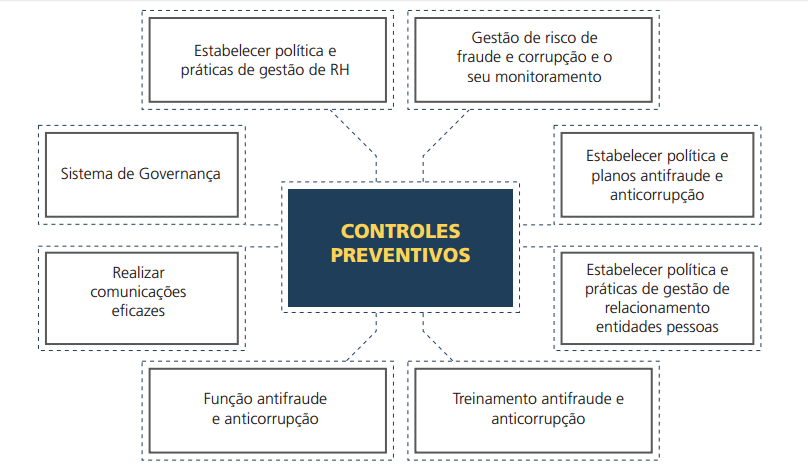 Estabelecer política e
práticas de gestão de RH
Gestão de risco de
fraude e corrupção e o
seu monitoramento
Sistema de Governança
Estabelecer política e
planos antifraude e
anticorrupção
CONTROLES
PREVENTIVOS
Realizar
comunicações
eficazes
Estabelecer política e
práticas de gestão de
relacionamento
entidades pessoas
Função antifraude
e anticorrupção
Treinamento antifraude e
anticorrupção